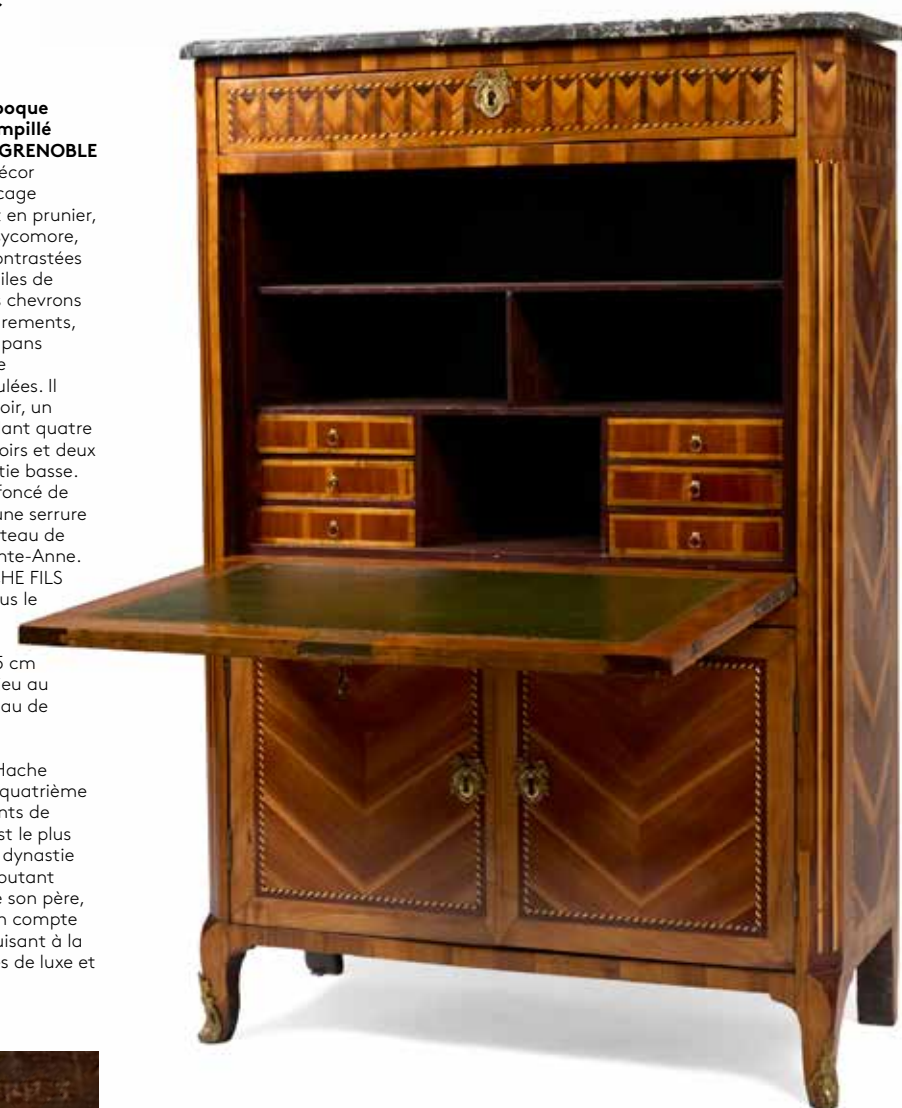 poque
mpillé
GRENOBLE
écor
cage
t en prunier,
sycomore,
ontrastées
iles de
s chevrons
rements,
pans
e
ulées. Il
oir, un
ant quatre
oirs et deux
tie basse.
foncé de
une serrure
teau de
nte-Anne.
HE FILS
us le
5 cm
eu au
au de
Hache
quatrième
nts de
st le plus
dynastie
outant
e son père,
n compte
uisant à la
s de luxe et